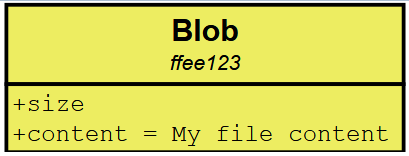 Blob
ffee123
+size
+content = My file content